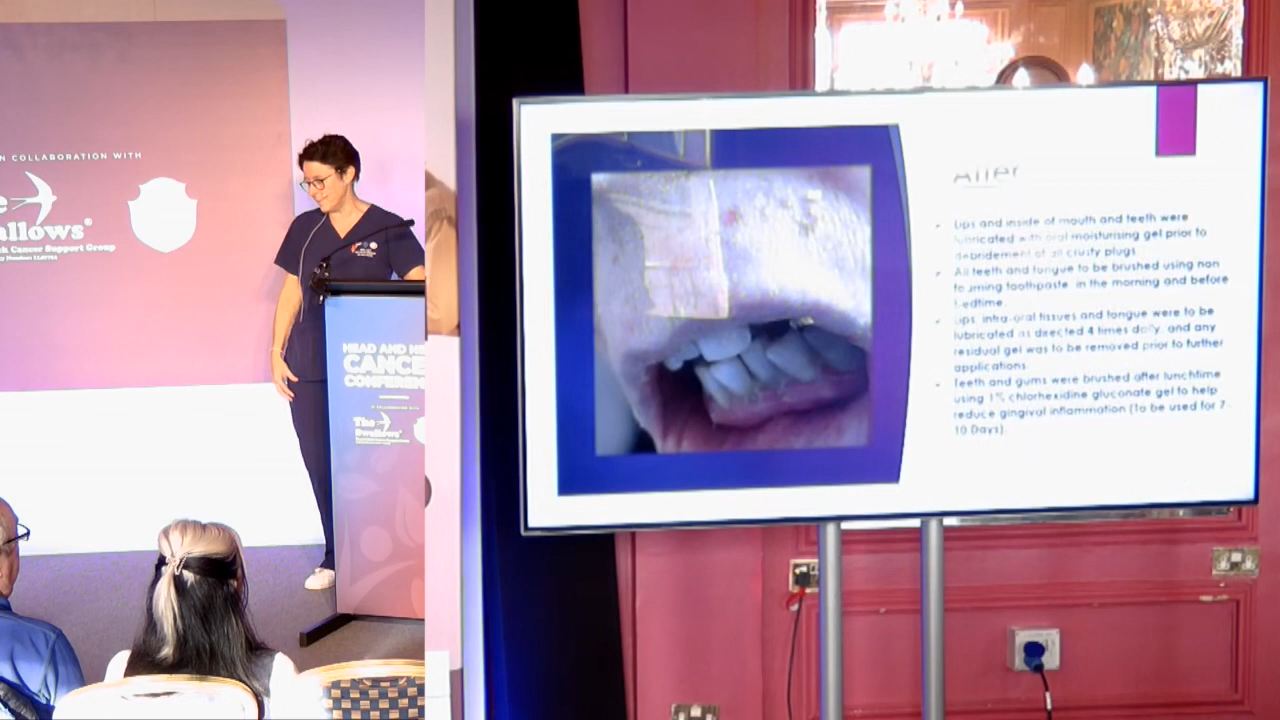 N COLLABORATION WITH
The
Swallows
Cancer Support Group
HEAD AND NE
CANCE
CONFEREN
The
Swallows
After
Lips and inside of mouth and teeth were
lubricated with oral moisturising gel prior to
debridement of all crusty plugs
All teeth and tongue to be brushed using non
foaming toothpaste in the morning and before
bedtime.
Lips, intra-oral tissues and tongue were to be
lubricated as directed 4 times daily, and any
residual gel was to be removed prior to further
applications.
Teeth and gums were brushed after lunchtime
using 1% chlorhexidine gluconate gel to help
reduce gingival inflammation (to be used for 7-
10 Days).